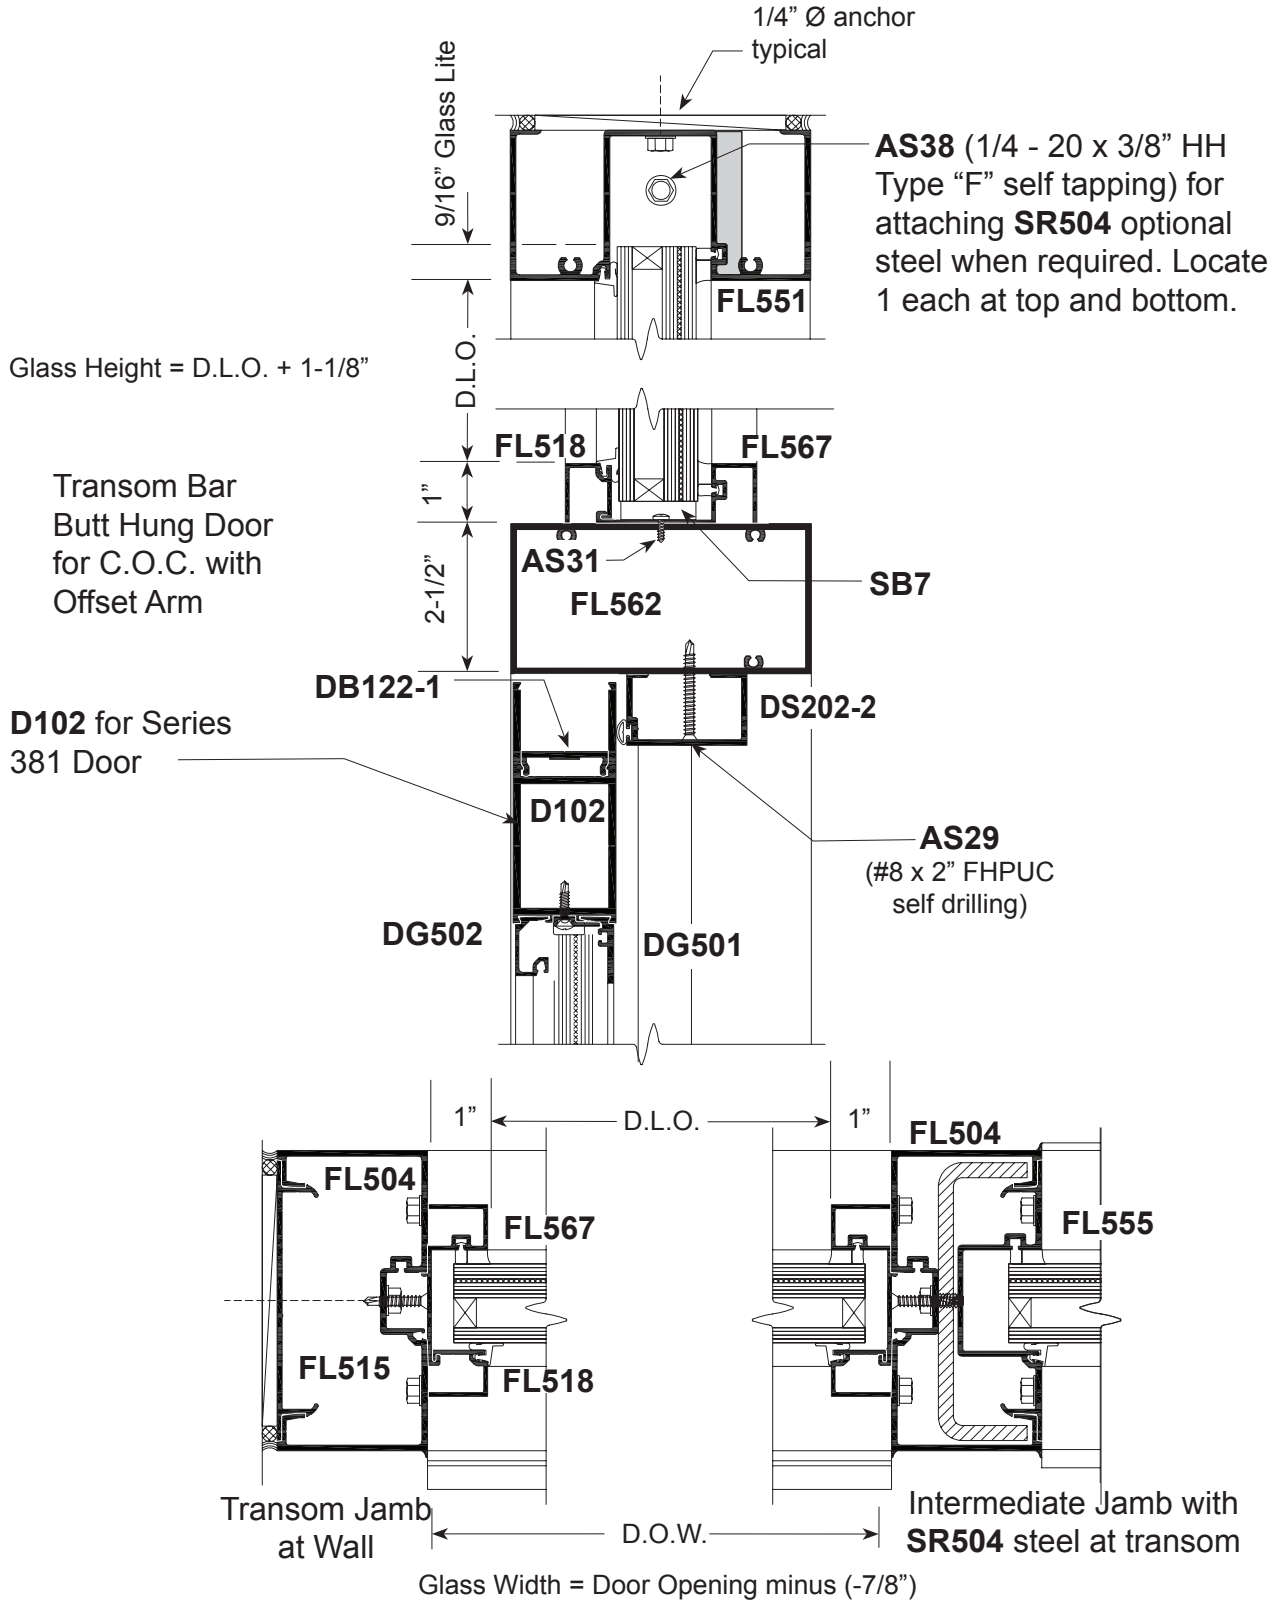 1/4” Ø anchor
typical
9/16” Glass Lite
AS38 (1/4 - 20 x 3/8” HH
Type “F” self tapping) for
attaching SR504 optional
steel when required. Locate
1 each at top and bottom.
FL551
Glass Height = D.L.O. + 1-1/8”
D.L.O.
FL518
FL567
1”
Transom Bar
Butt Hung Door
for C.O.C. with
Offset Arm
AS31
SB7
2-1/2”
FL562
DB122-1
DS202-2
D102 for Series
381 Door
D102
AS29
(#8 x 2” FHPUC
self drilling)
DG502
DG501
1”
D.L.O.
1”
FL504
FL504
FL567
FL555
FL515
FL518
Transom Jamb
at Wall
Intermediate Jamb with
SR504 steel at transom
D.O.W.
Glass Width = Door Opening minus (-7/8”)